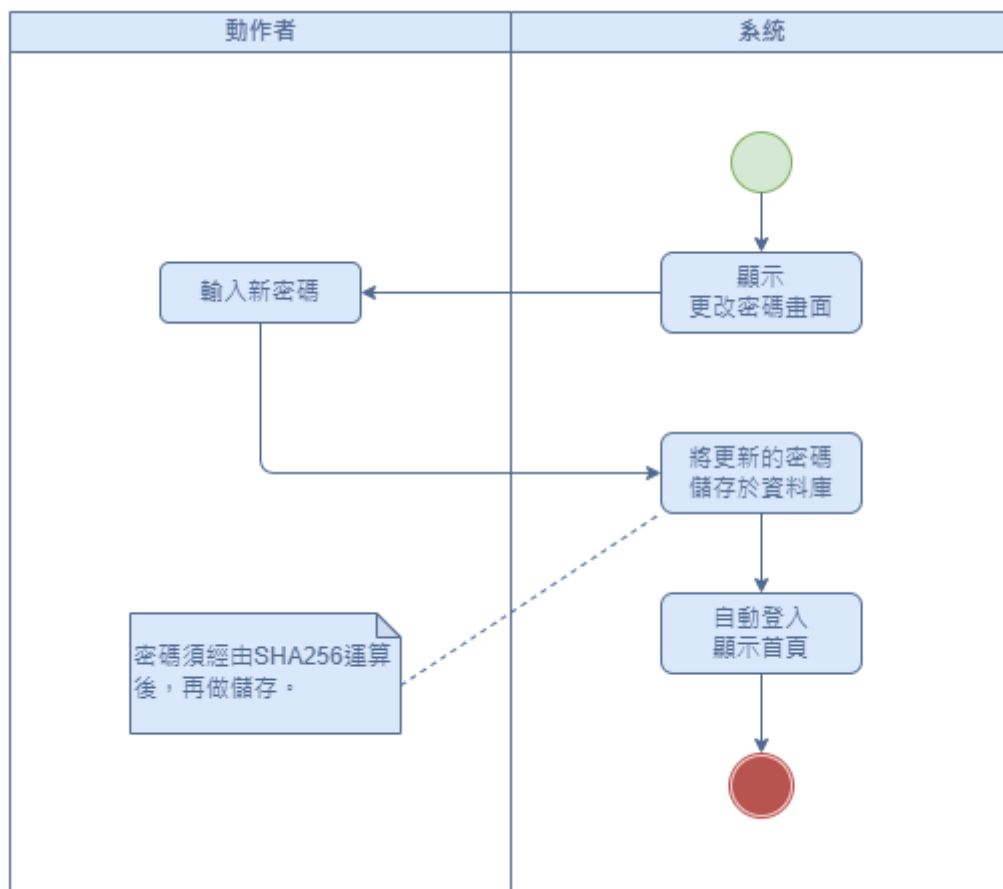 動作者
系統
顯示
更改密碼畫面
輸入新密碼
將更新的密碼
儲存於資料庫
自動登入
顯示首頁
密碼須經由SHA256運算
後，再做儲存。